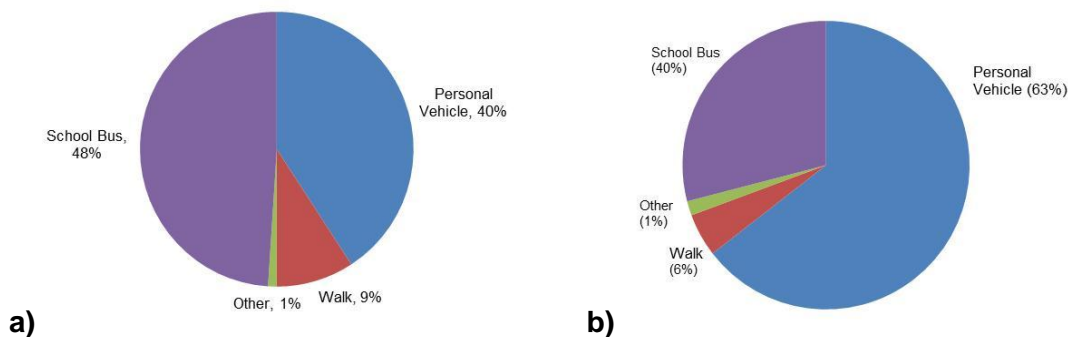 School Bus,
48%
Personal
Vehicle, 40%
Other, 1%
Walk, 9%
a)
School Bus
(40%)
Personal
Vehicle (63%)
Other
(1%)
Walk
(6%)
b)